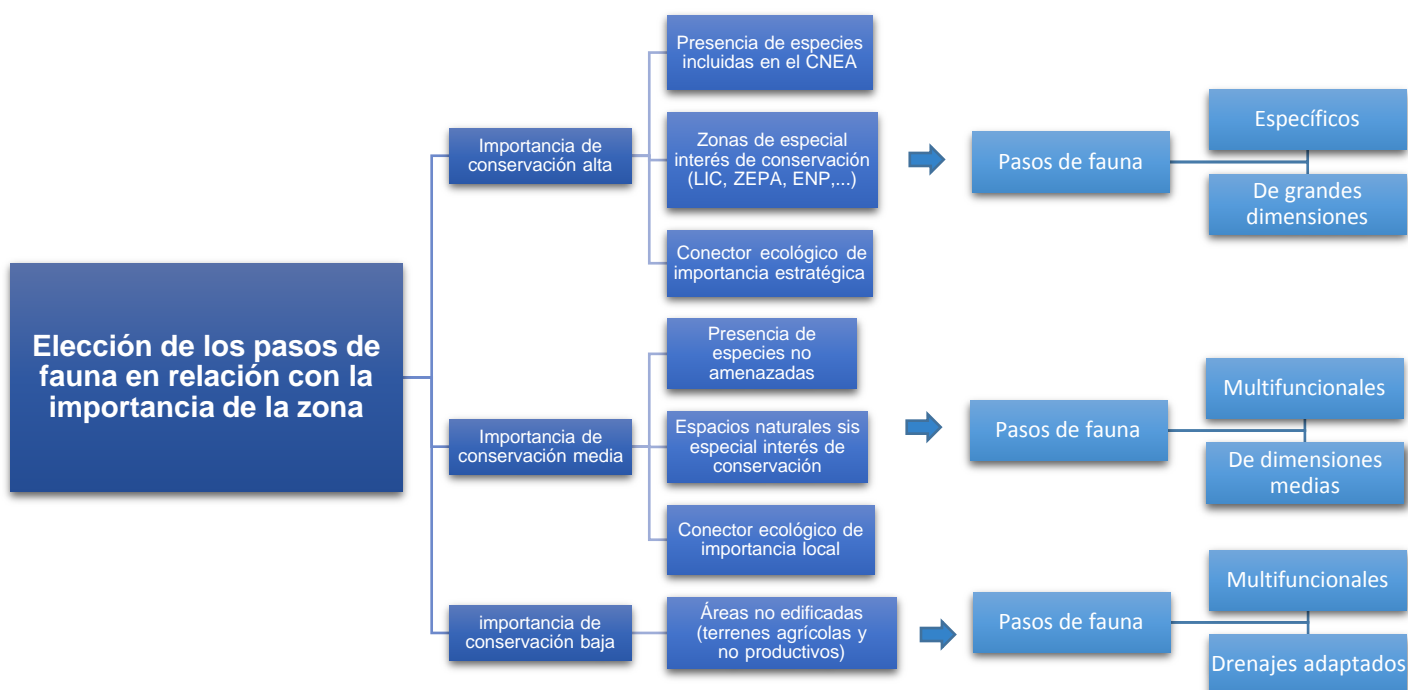 Elección de los pasos de
fauna en relación con la
importancia de la zona
Importancia de
conservación alta
Presencia de especies
incluidas en el CNEA
Zonas de especial
interés de conservación
(LIC, ZEPA, ENP,...)
Conector ecológico de
importancia estratégica
Pasos de fauna
Específicos
De grandes
dimensiones
Importancia de
conservación media
Presencia de
especies no
amenazadas
Espacios naturales sis
especial interés de
conservación
Conector ecológico de
importancia local
Pasos de fauna
Multifuncionales
De dimensiones
medias
importancia de
conservación baja
Áreas no edificadas
(terrenes agrícolas y
no productivos)
Pasos de fauna
Multifuncionales
Drenajes adaptados